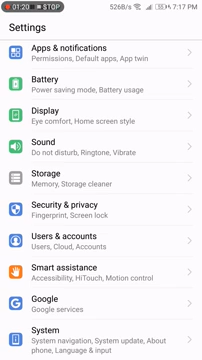 01:20 STOP 526B/s 55 7:17 PM
Settings
Apps & notifications
Permissions, Default apps, App twin
Battery
Power saving mode, Battery usage
Display
Eye comfort, Home screen style
Sound
Do not disturb, Ringtone, Vibrate
Storage
Memory, Storage cleaner
Security & privacy
Fingerprint, Screen lock
Users & accounts
Users, Cloud, Accounts
Smart assistance
Accessibility, HiTouch, Motion control
Google
Google services
System
System navigation, System update, About
phone, Language & input